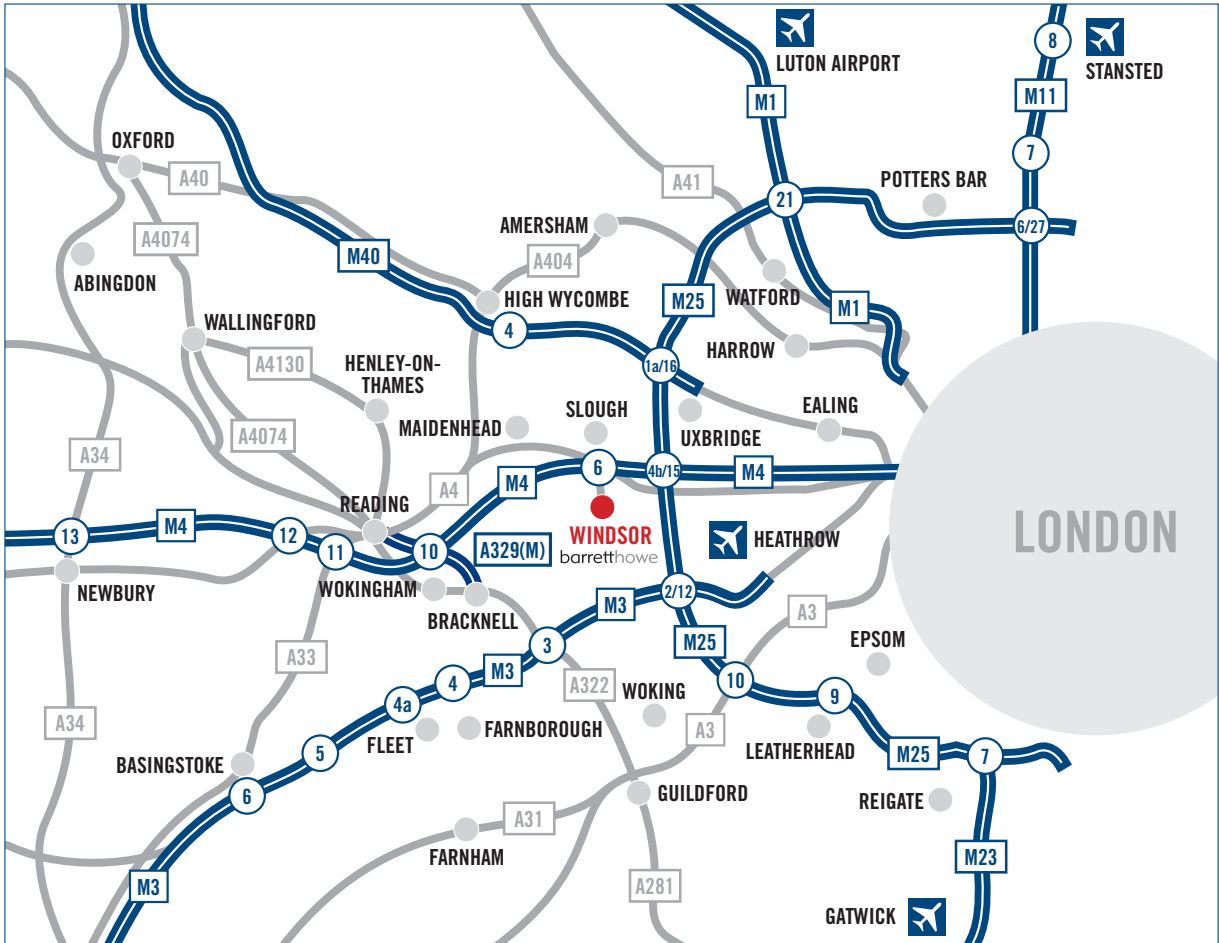 8
LUTON AIRPORT
STANSTED
M1
M11
OXFORD
7
A40
A41
POTTERS BAR
21
AMERSHAM
6/27
A4074
M40
A404
ABINGDON
WATFORD
HIGH WYCOMBE
M25
M1
WALLINGFORD
4
HARROW
A4130
HENLEY-ON-
THAMES
1a/16
SLOUGH
EALING
MAIDENHEAD
UXBRIDGE
A4074
A34
6
4b/15
M4
M4
A4
READING
WINDSOR
barretthowe
LONDON
13
M4
12
11
10
A329(M)
HEATHROW
NEWBURY
WOKINGHAM
2/12
BRACKNELL
M3
A3
M25
EPSOM
3
A33
M3
4
A322
WOKING
10
9
4a
A34
FLEET
FARNBOROUGH
A3
LEATHERHEAD
5
M25
7
BASINGSTOKE
6
GUILDFORD
REIGATE
A31
FARNHAM
M23
M3
A281
GATWICK